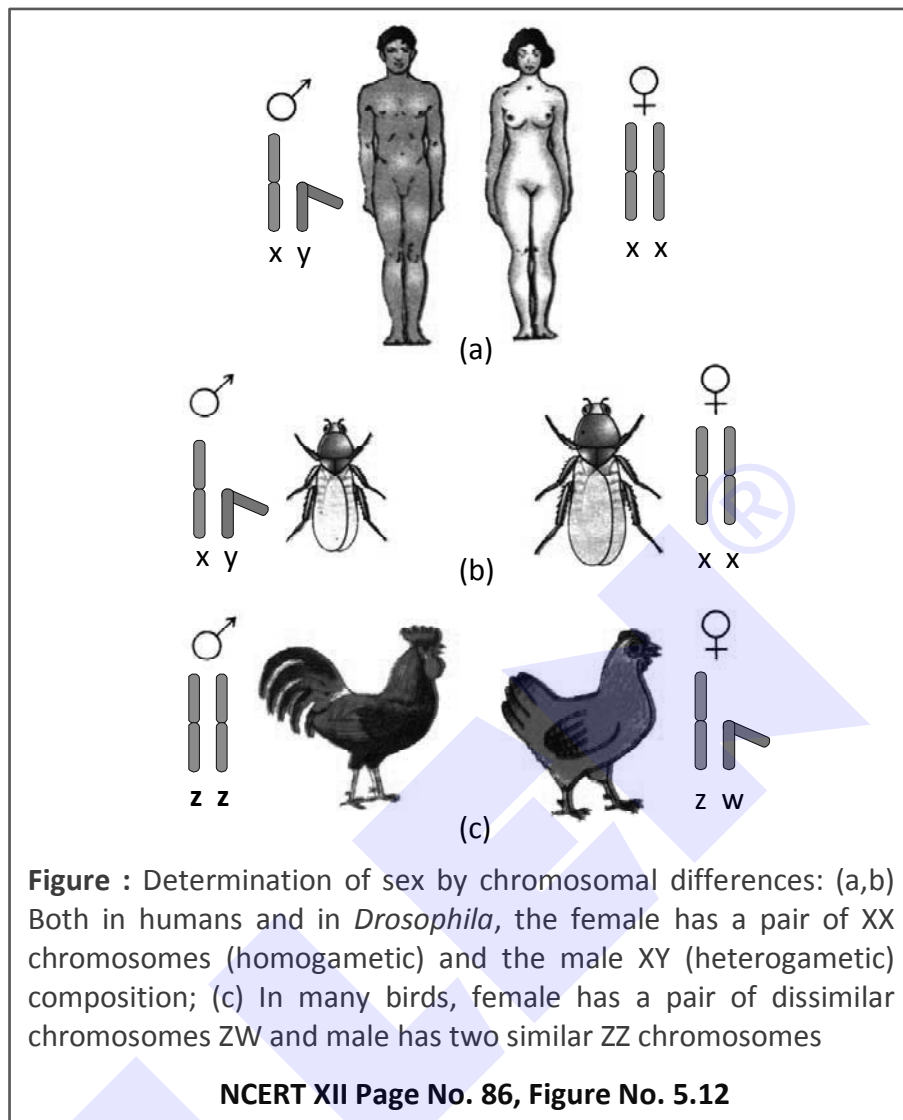 ♂ ♀
x y x x
(a)
♂ ♀
x y x x
(b)
♂ ♀
z z z w
(c)
Figure : Determination of sex by chromosomal differences: (a,b)
Both in humans and in Drosophila, the female has a pair of XX
chromosomes (homogametic) and the male XY (heterogametic)
composition; (c) In many birds, female has a pair of dissimilar
chromosomes ZW and male has two similar ZZ chromosomes
NCERT XII Page No. 86, Figure No. 5.12
®